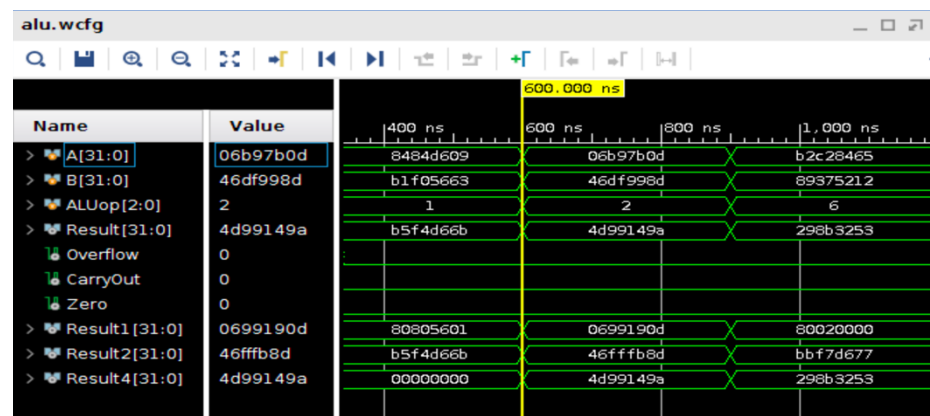 alu.wcfg
600.000 ns
Name Value 400 ns 600 ns 800 ns 1,000 ns
A[31:0] 06b97b0d 8484d609 06b97b0d b2c28465
B[31:0] 46df998d b1f05663 46df998d 89375212
ALUop[2:0] 2 1 2 6
Result[31:0] 4d99149a b5f4d66b 4d99149a 298b3253
Overflow 0
CarryOut 0
Zero 0
Result1[31:0] 0699190d 80805601 0699190d 80020000
Result2[31:0] 46fffb8d b5f4d66b 46fffb8d bbf7d677
Result4[31:0] 4d99149a 00000000 4d99149a 298b3253